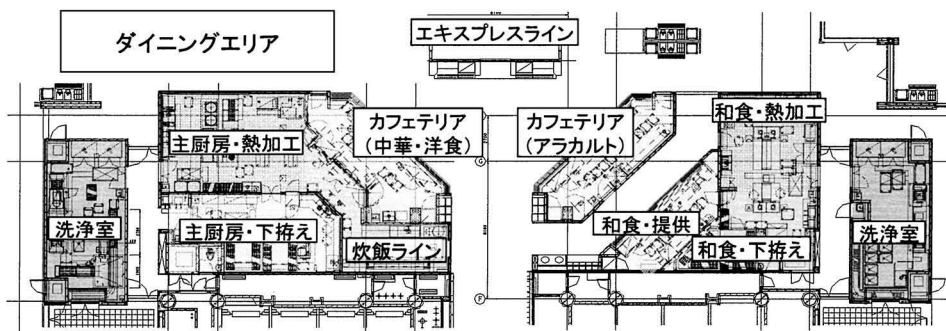 ダイニングエリア
エキスプレスライン
主厨房・熱加工
カフェテリア
(中華・洋食)
カフェテリア
(アラカルト)
和食・熱加工
洗浄室
主厨房・下拵え
炊飯ライン
和食・提供
和食・下拵え
洗浄室
G
F